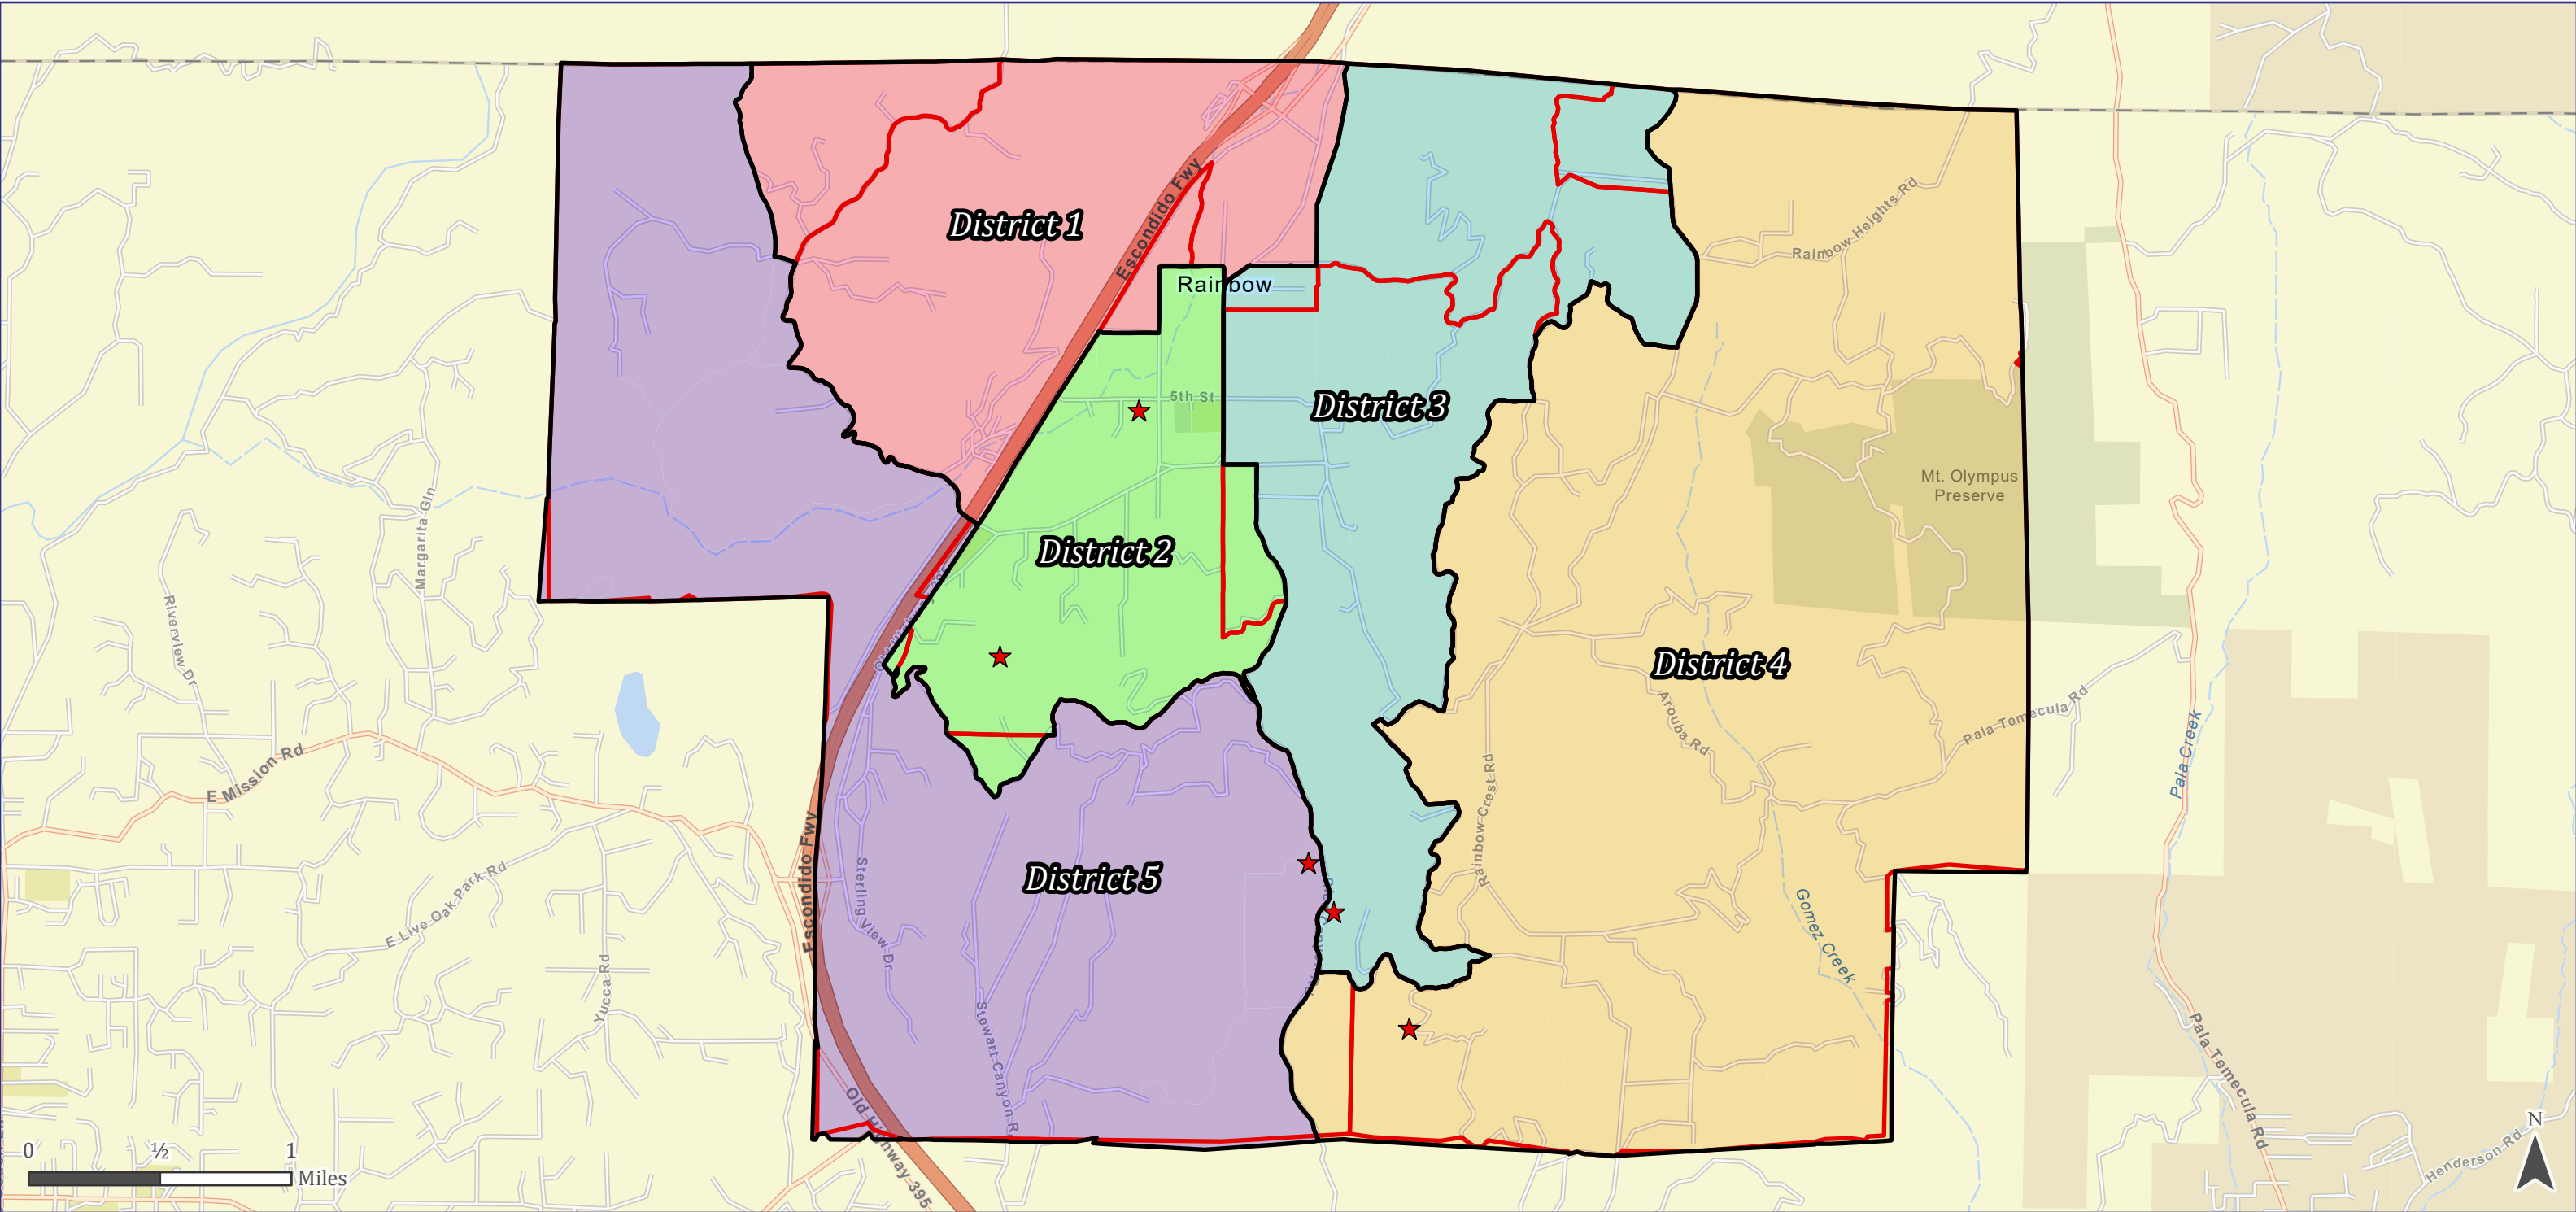 Escondido Fwy
District 1
Rainbow
Rainbow Heights Rd
5th St
District 3
Mt. Olympus
Preserve
Margarita Gln
District 2
Riverview Dr
District 4
Arouba Rd
Pala Temecula Rd
Pala Creek
E Mission Rd
Rainbow Crest Rd
Escondido Fwy
Sterling View Dr
District 5
E Live Oak Park Rd
Gomez Creek
Yucca Rd
Stewart Canyon Rd
Old Highway 395
Pala Temecula Rd
Henderson Rd
N
0 ½ 1
Miles